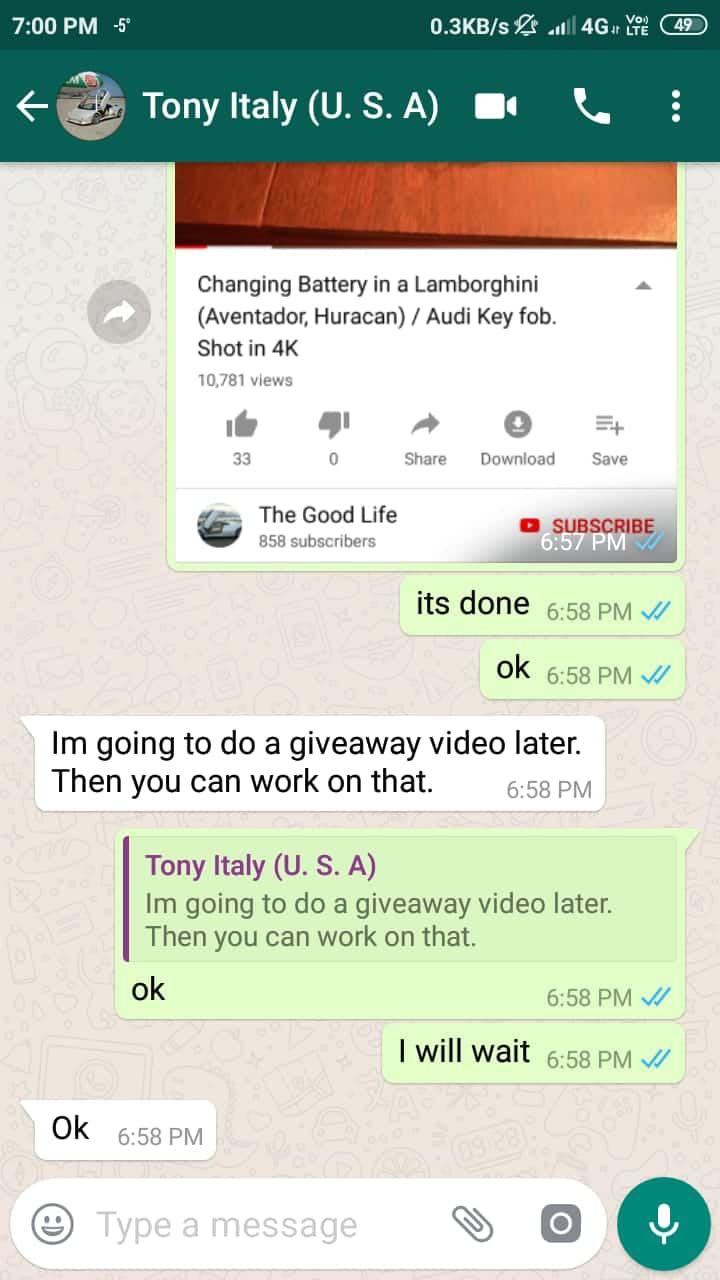 7:00 PM -5° 0.3KB/s 4G Vo)) LTE 49
Tony Italy (U. S. A)
Changing Battery in a Lamborghini
(Aventador, Huracan) / Audi Key fob.
Shot in 4K
10,781 views
33 0 Share Download Save
The Good Life
858 subscribers
SUBSCRIBE
6:57 PM
its done 6:58 PM
ok 6:58 PM
Im going to do a giveaway video later.
Then you can work on that. 6:58 PM
Tony Italy (U. S. A)
Im going to do a giveaway video later.
Then you can work on that.
ok 6:58 PM
I will wait 6:58 PM
Ok 6:58 PM
Type a message